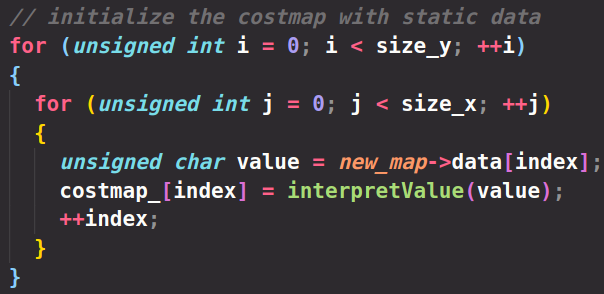 // initialize the costmap with static data
for (unsigned int i = 0; i < size_y; ++i)
{
  for (unsigned int j = 0; j < size_x; ++j)
  {
    unsigned char value = new_map->data[index];
    costmap_[index] = interpretValue(value);
    ++index;
  }
}